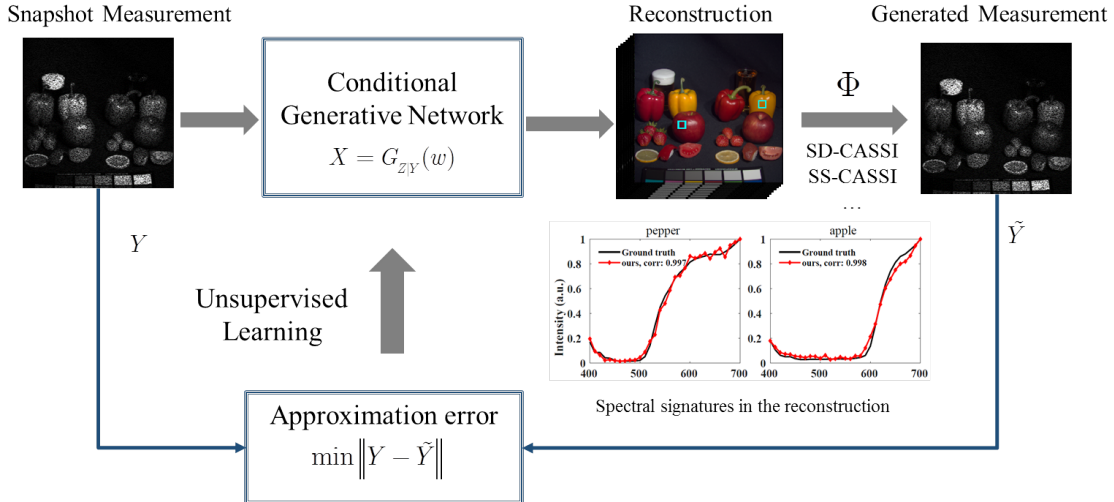 Snapshot Measurement
Reconstruction
Generated Measurement
Conditional
Generative Network
X = G_{Z|Y}(w)
Φ
SD-CASSI
SS-CASSI
...
Y
Ỹ
Unsupervised
Learning
pepper
Ground truth
ours, corr: 0.997
Intensity (a.u.)
1
0.8
0.6
0.4
0.2
0
400
500
600
700
apple
Ground truth
ours, corr: 0.998
1
0.8
0.6
0.4
0.2
0
400
500
600
700
Spectral signatures in the reconstruction
Approximation error
min ‖Y − Ỹ‖